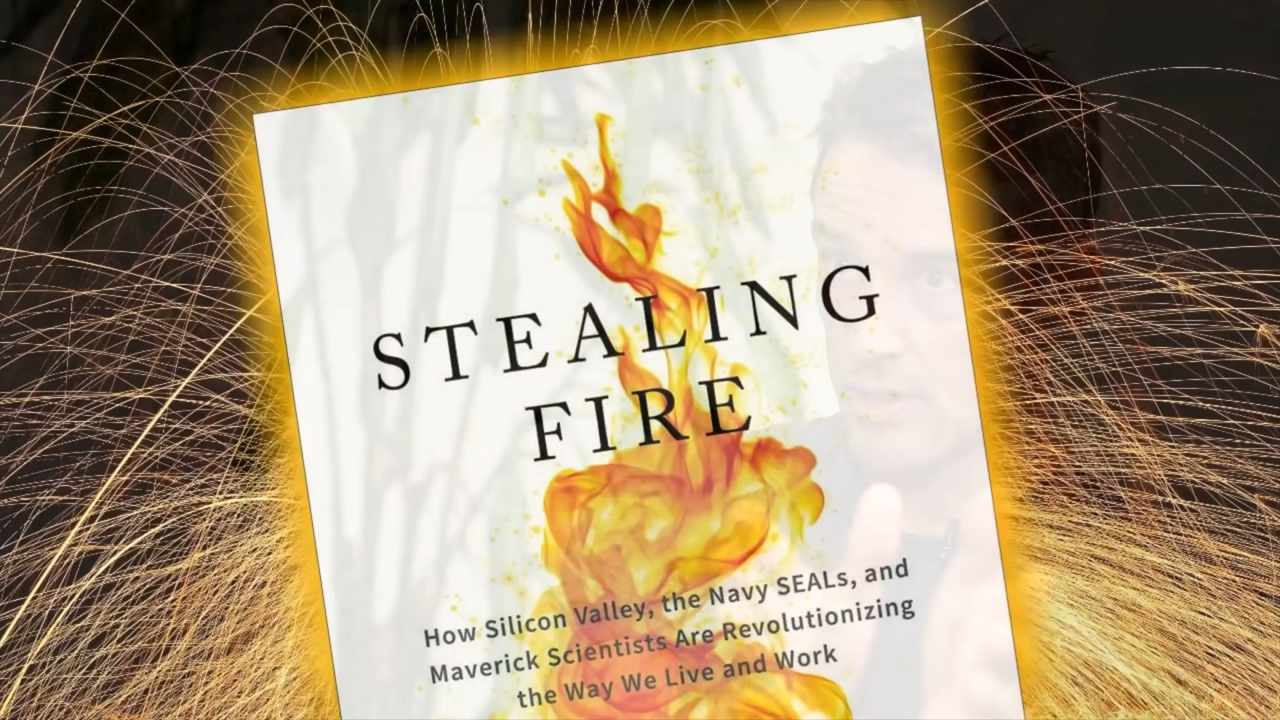 STEALING
FIRE
How Silicon Valley, the Navy SEALs, and
Maverick Scientists Are Revolutionizing
the Way We Live and Work